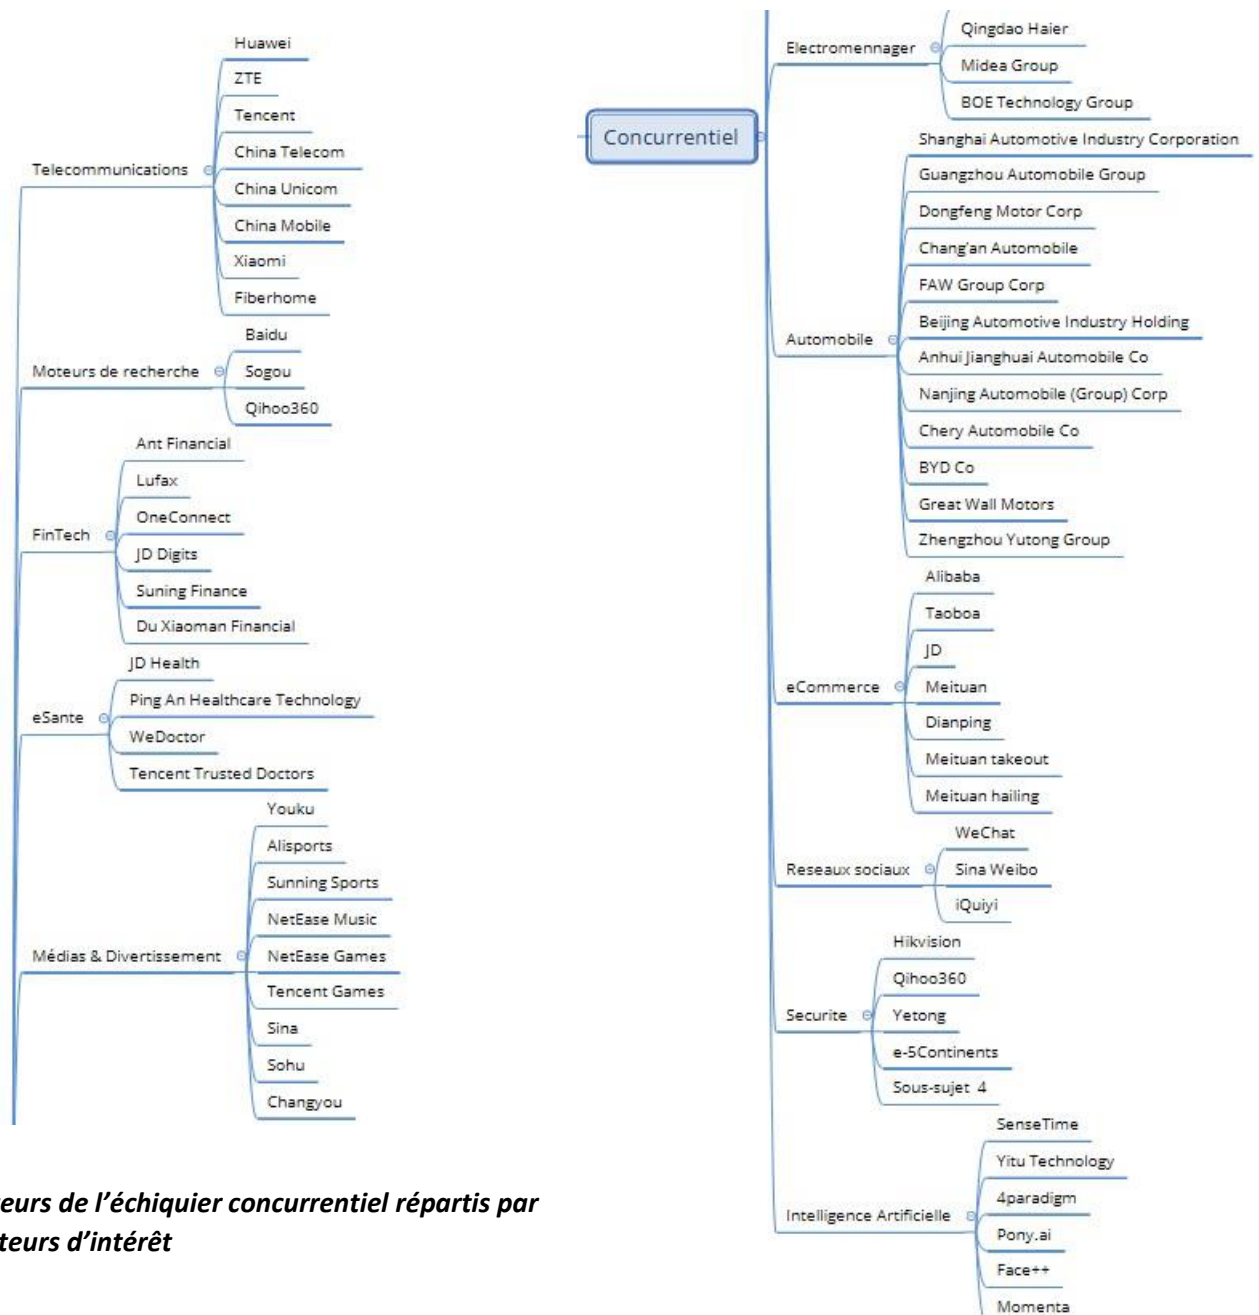 Telecommunications
Huawei
ZTE
Tencent
China Telecom
China Unicom
China Mobile
Xiaomi
Fiberhome
Moteurs de recherche
Baidu
Sogou
Qihoo360
FinTech
Ant Financial
Lufax
OneConnect
JD Digits
Suning Finance
Du Xiaoman Financial
eSante
JD Health
Ping An Healthcare Technology
WeDoctor
Tencent Trusted Doctors
Médias & Divertissement
Youku
Alisports
Sunning Sports
NetEase Music
NetEase Games
Tencent Games
Sina
Sohu
Changyou
eurs de l’échiquier concurrentiel répartis par
teurs d’intérêt
Concurrentiel
Electromennager
Qingdao Haier
Midea Group
BOE Technology Group
Automobile
Shanghai Automotive Industry Corporation
Guangzhou Automobile Group
Dongfeng Motor Corp
Chang’an Automobile
FAW Group Corp
Beijing Automotive Industry Holding
Anhui Jianghuai Automobile Co
Nanjing Automobile (Group) Corp
Chery Automobile Co
BYD Co
Great Wall Motors
Zhengzhou Yutong Group
eCommerce
Alibaba
Taoboa
JD
Meituan
Dianping
Meituan takeout
Meituan hailing
Reseaux sociaux
WeChat
Sina Weibo
iQuiyi
Securite
Hikvision
Qihoo360
Yetong
e-5Continents
Sous-sujet 4
Intelligence Artificielle
SenseTime
Yitu Technology
4paradigm
Pony.ai
Face++
Momenta